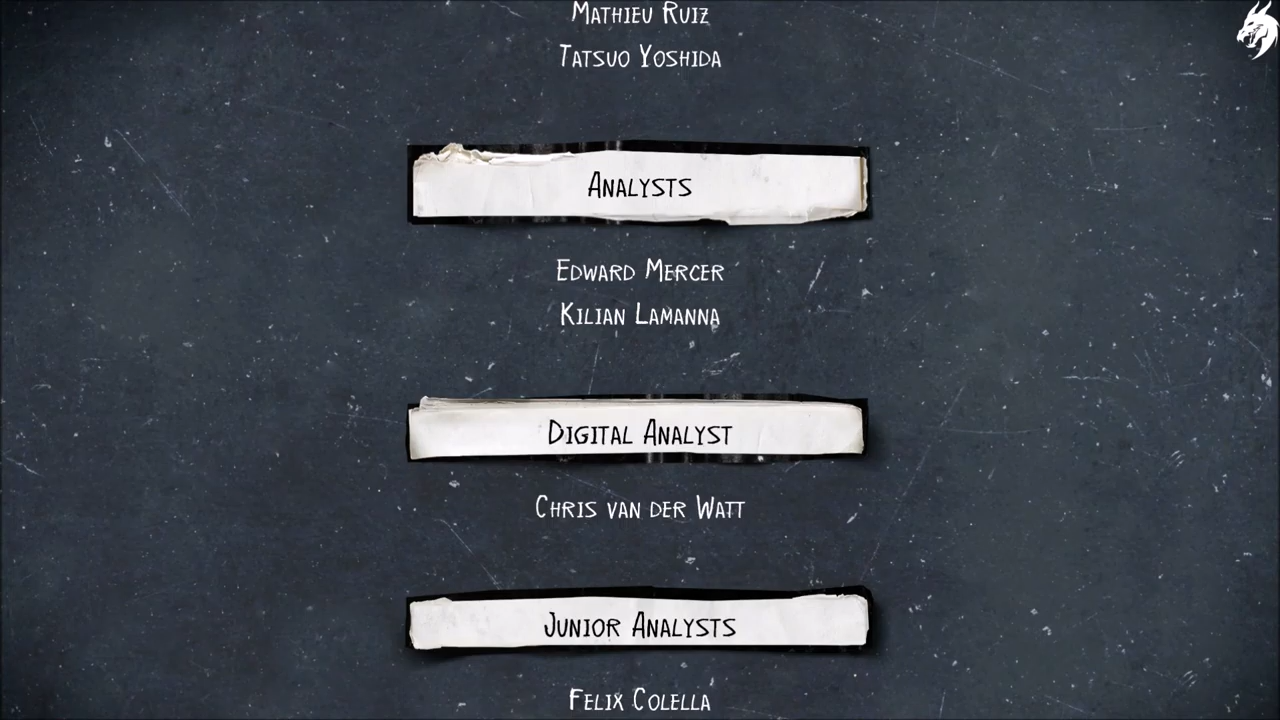 Mathieu Ruiz
Tatsuo Yoshida
Analysts
Edward Mercer
Kilian Lamanna
Digital Analyst
Chris van der Watt
Junior Analysts
Felix Colella